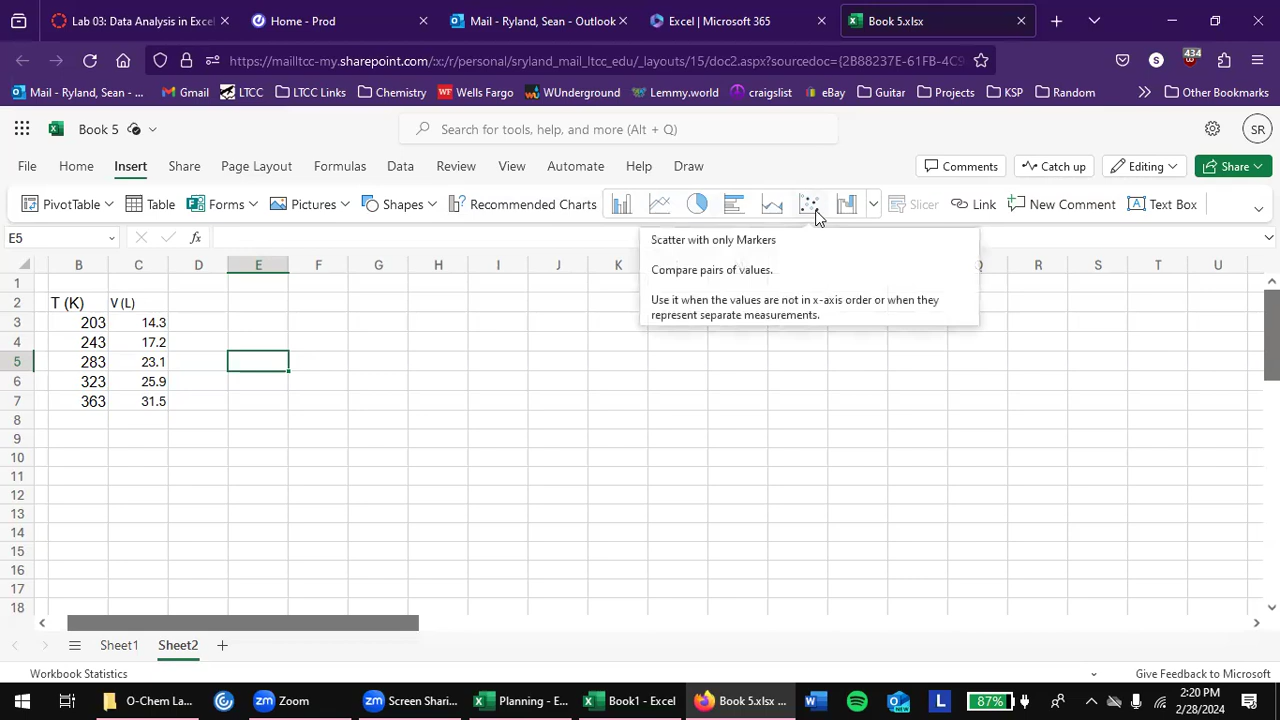 Lab 03: Data Analysis in Excel
Home - Prod
Mail - Ryland, Sean - Outlook
Excel | Microsoft 365
Book 5.xlsx
https://mailltcc-my.sharepoint.com/:x:/r/personal/sryland_mail_ltcc_edu/_layouts/15/doc2.aspx?sourcedoc={2B88237E-61FB-4C9
434
Mail - Ryland, Sean - ...
Gmail
LTCC
LTCC Links
Chemistry
WF Wells Fargo
WUnderground
Lemmy.world
craigslist
eBay
Guitar
Projects
KSP
Random
Other Bookmarks
Book 5
Search for tools, help, and more (Alt + Q)
SR
File Home Insert Share Page Layout Formulas Data Review View Automate Help Draw
Comments
Catch up
Editing
Share
PivotTable
Table
Forms
Pictures
Shapes
Recommended Charts
Slicer
Link
New Comment
Text Box
E5
fx
Scatter with only Markers
Compare pairs of values.
Use it when the values are not in x-axis order or when they
represent separate measurements.
B C D E F G H I J K Q R S T U
1
2 T (K) V (L)
3 203 14.3
4 243 17.2
5 283 23.1
6 323 25.9
7 363 31.5
8
9
10
11
12
13
14
15
16
17
18
Sheet1
Sheet2
Workbook Statistics
Give Feedback to Microsoft
O-Chem La...
Zoom
Screen Shari...
Planning - E...
Book1 - Excel
Book 5.xlsx ...
L
87%
2:20 PM
2/28/2024